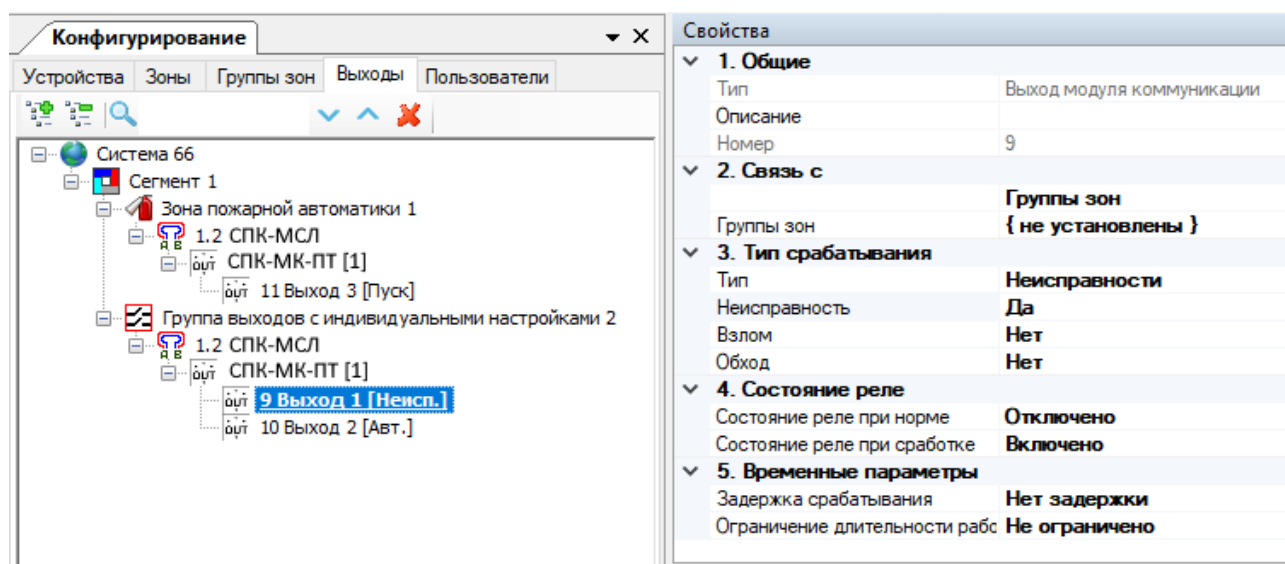 Конфигурирование
Устройства Зоны Группы зон Выходы Пользователи
Система 66
Сегмент 1
Зона пожарной автоматики 1
1.2 СПК-МСЛ
СПК-МК-ПТ [1]
11 Выход 3 [Пуск]
Группа выходов с индивидуальными настройками 2
1.2 СПК-МСЛ
СПК-МК-ПТ [1]
9 Выход 1 [Неисп.]
10 Выход 2 [Авт.]
Свойства
1. Общие
Тип Выход модуля коммуникации
Описание
Номер 9
2. Связь с
Группы зон
Группы зон { не установлены }
3. Тип срабатывания
Тип Неисправности
Неисправность Да
Взлом Нет
Обход Нет
4. Состояние реле
Состояние реле при норме Отключено
Состояние реле при сработке Включено
5. Временные параметры
Задержка срабатывания Нет задержки
Ограничение длительности рабо Не ограничено